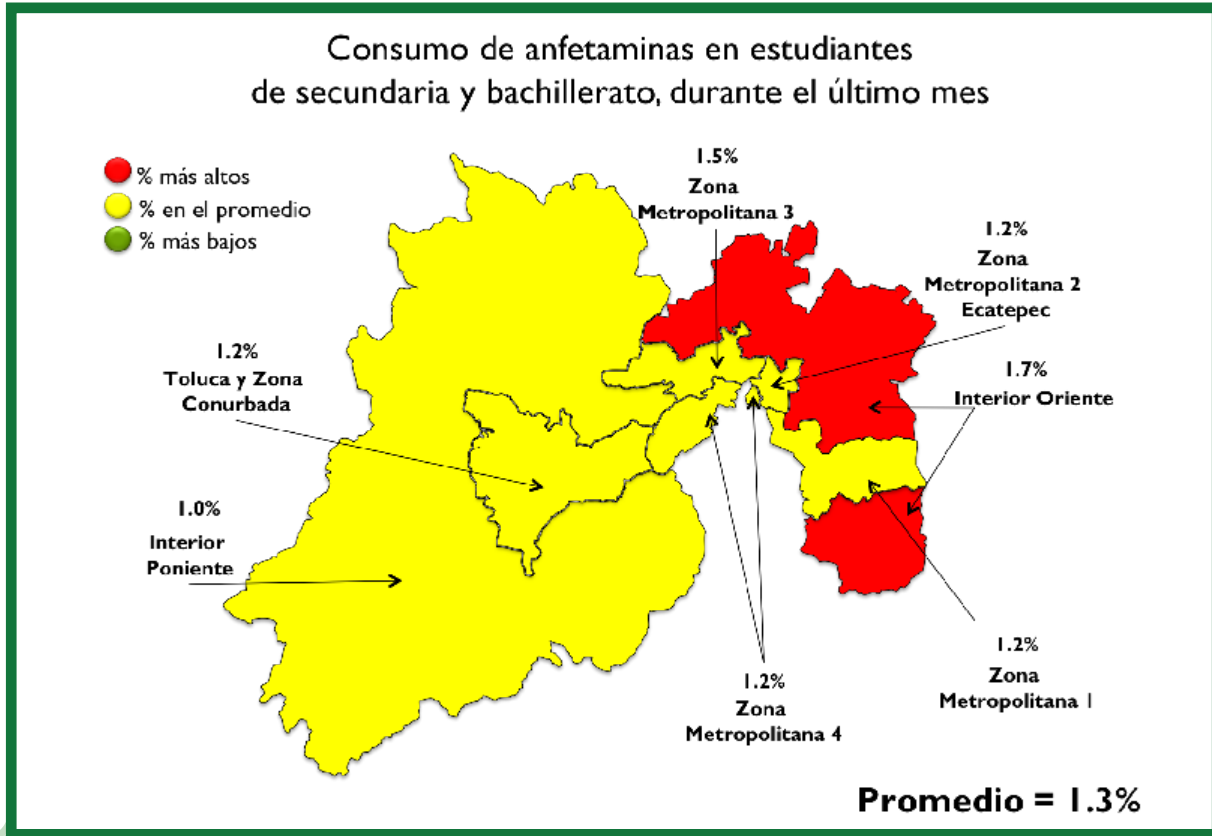 Consumo de anfetaminas en estudiantes
de secundaria y bachillerato, durante el último mes
% más altos
% en el promedio
% más bajos
1.5%
Zona
Metropolitana 3
1.2%
Zona
Metropolitana 2
Ecatepec
1.2%
Toluca y Zona
Conurbada
1.7%
Interior Oriente
1.0%
Interior
Poniente
1.2%
Zona
Metropolitana 4
1.2%
Zona
Metropolitana 1
Promedio = 1.3%